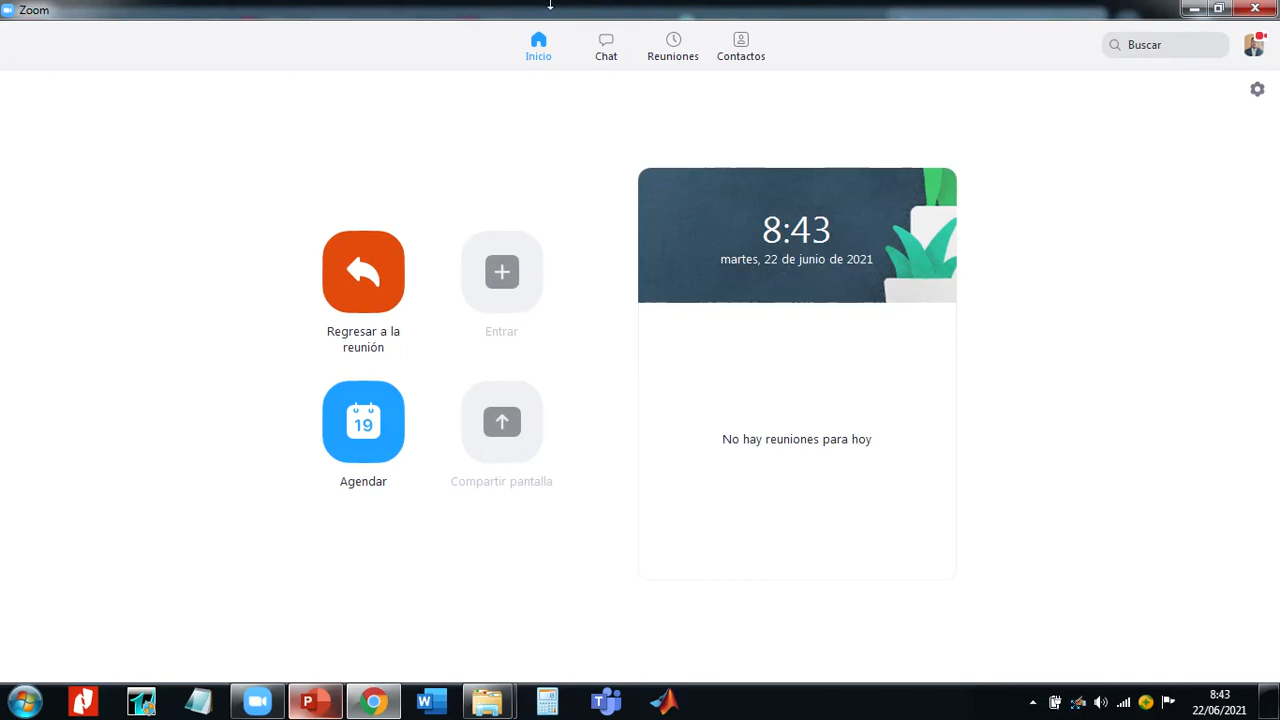 Zoom
Inicio
Chat
Reuniones
Contactos
Buscar
8:43
martes, 22 de junio de 2021
Regresar a la
reunión
Entrar
No hay reuniones para hoy
19
Agendar
Compartir pantalla
8:43
22/06/2021